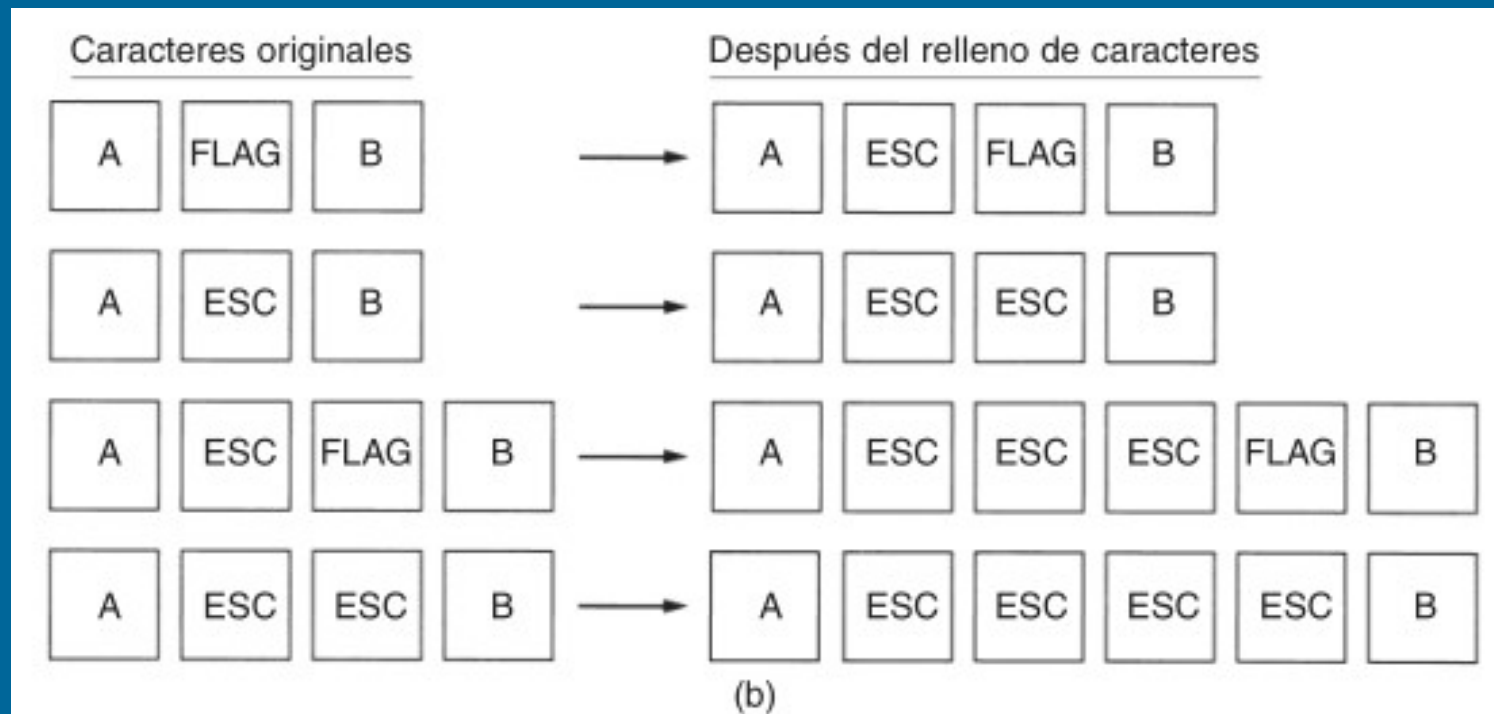 Caracteres originales Después del relleno de caracteres
A FLAG B A ESC FLAG B
A ESC B A ESC ESC B
A ESC FLAG B A ESC ESC ESC FLAG B
A ESC ESC B A ESC ESC ESC ESC B
(b)